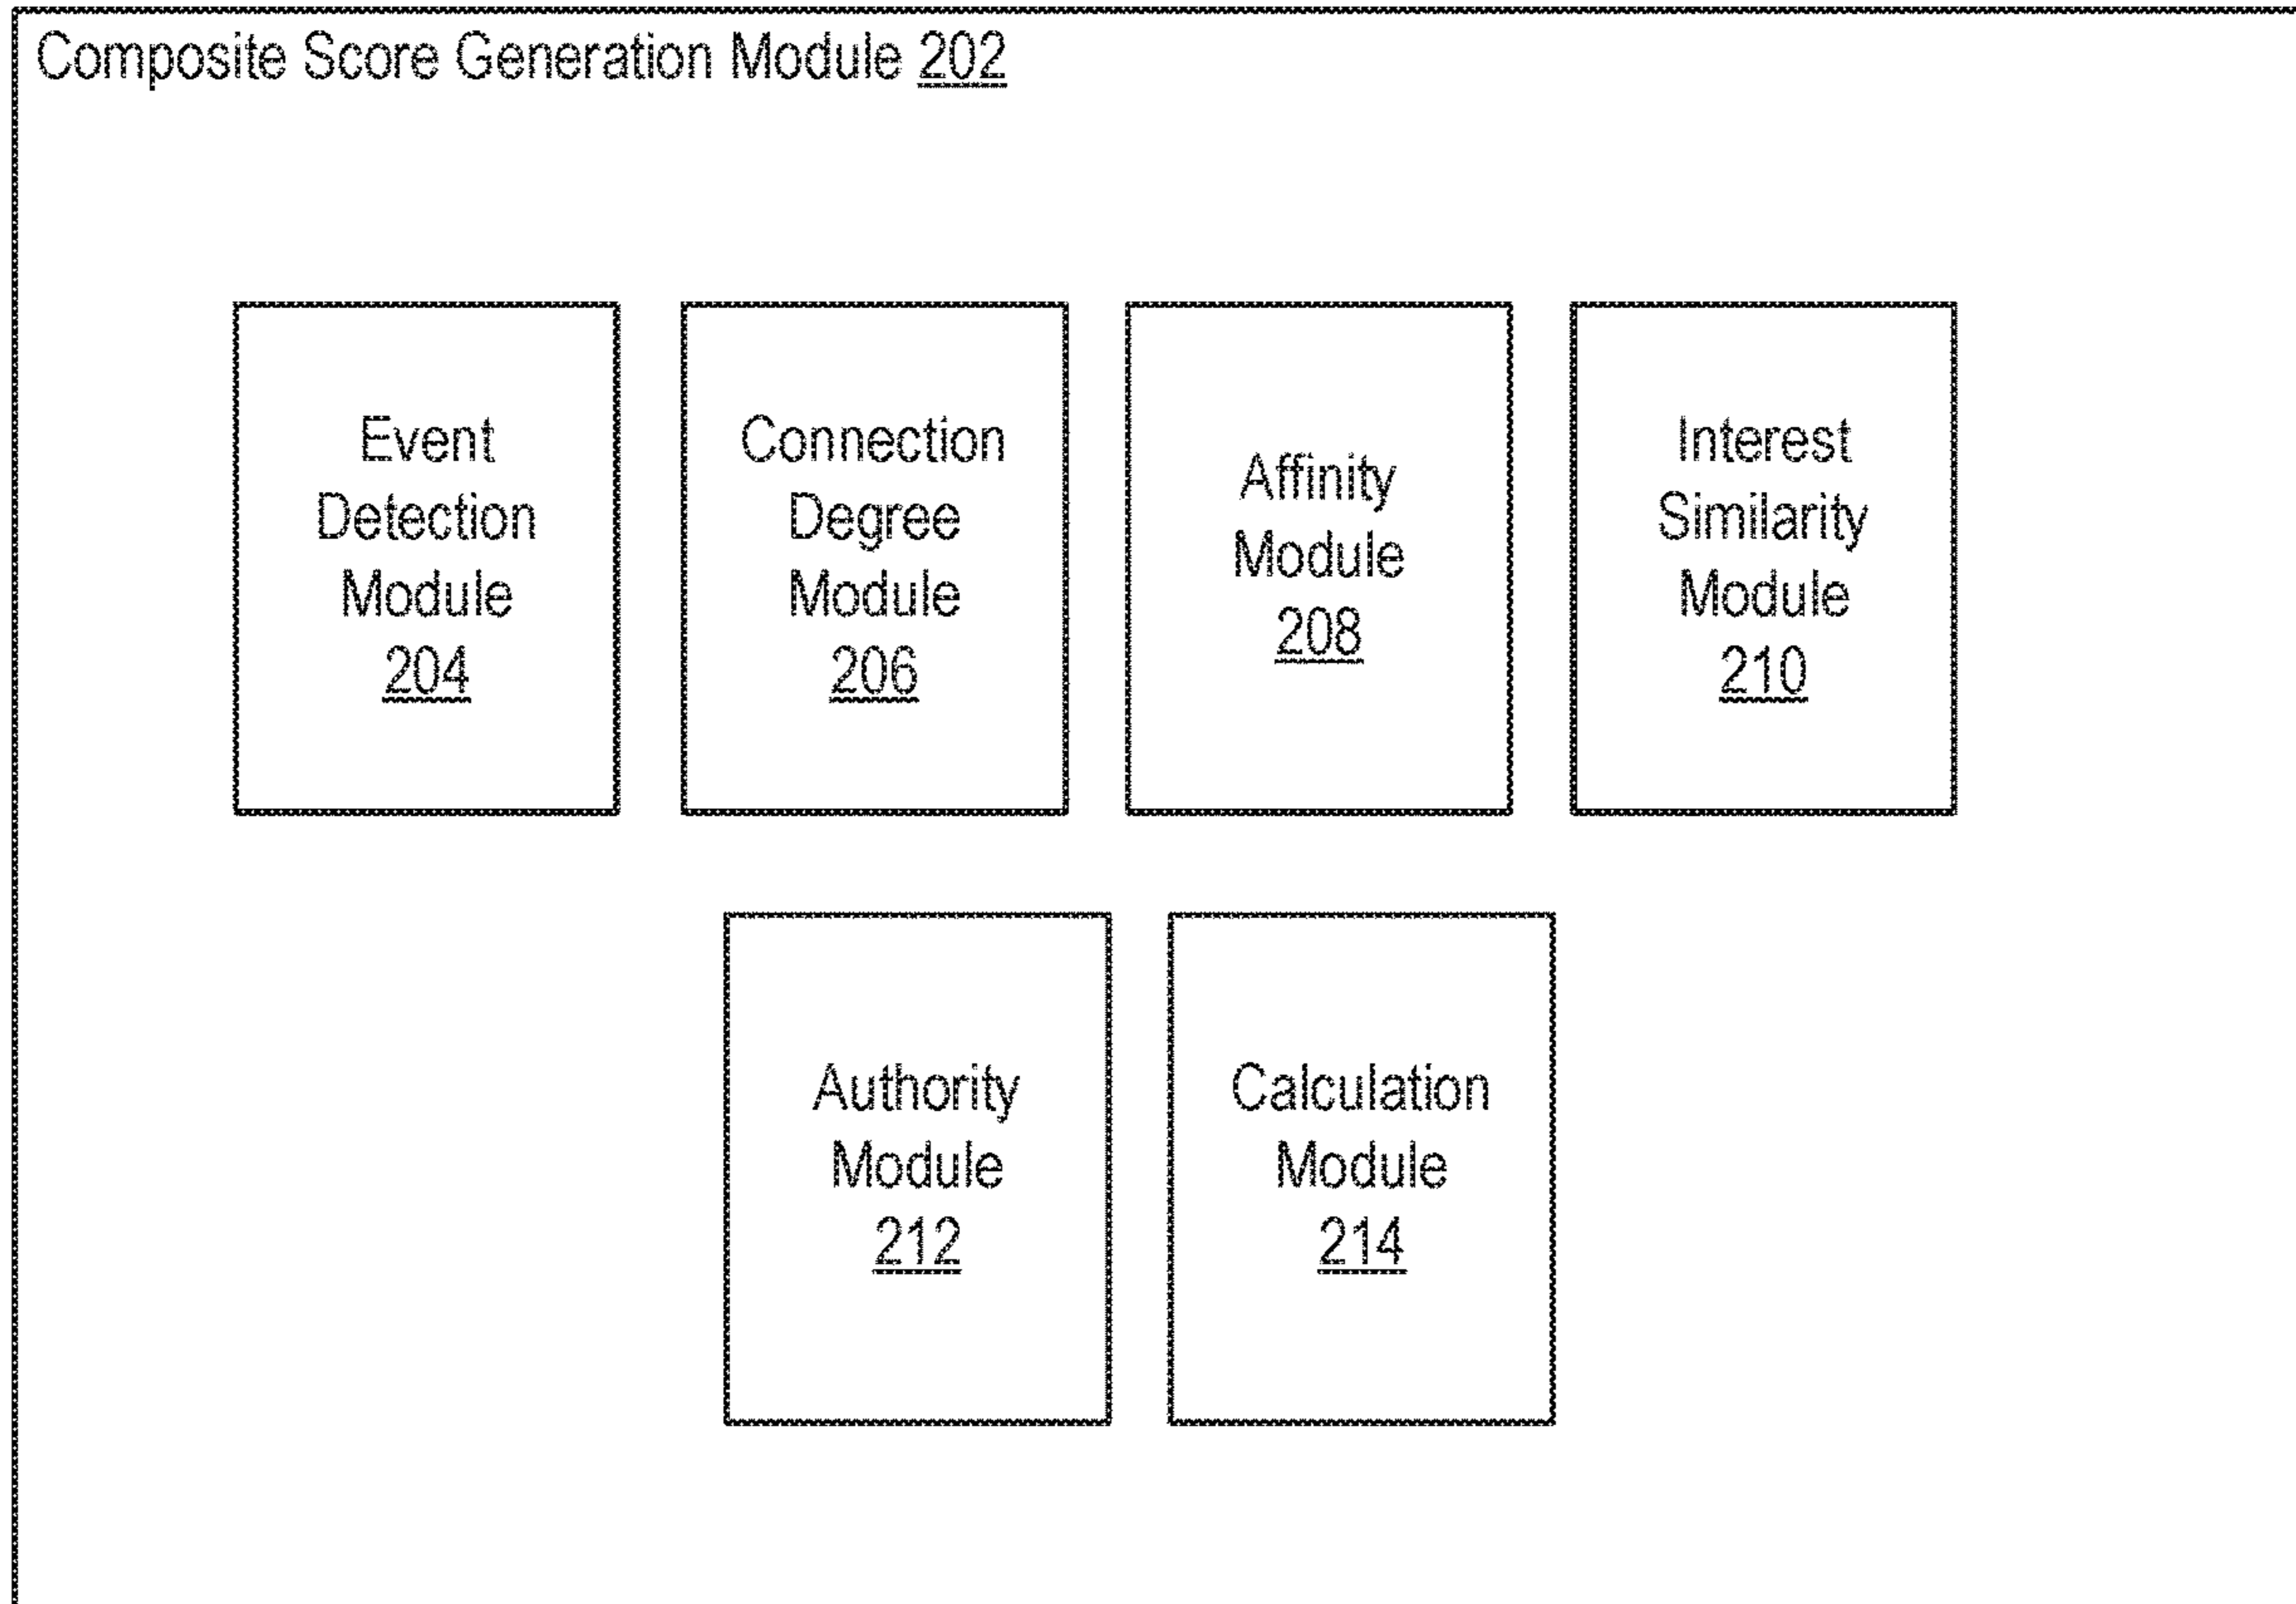 Composite Score Generation Module 202
Event
Detection
Module
204
Connection
Degree
Module
206
Affinity
Module
208
Interest
Similarity
Module
210
Authority
Module
212
Calculation
Module
214